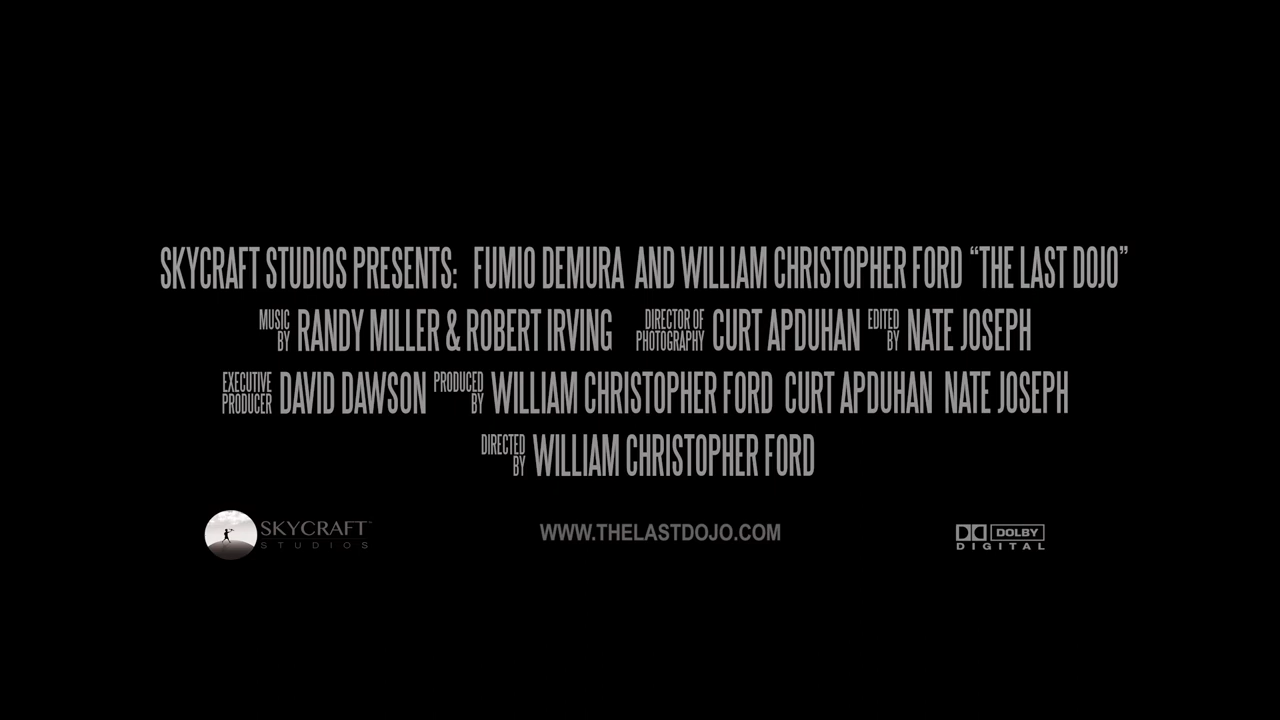 SKYCRAFT STUDIOS PRESENTS: FUMIO DEMURA AND WILLIAM CHRISTOPHER FORD “THE LAST DOJO”
MUSIC BY RANDY MILLER & ROBERT IRVING DIRECTOR OF PHOTOGRAPHY CURT APDUHAN EDITED BY NATE JOSEPH
EXECUTIVE PRODUCER DAVID DAWSON PRODUCED BY WILLIAM CHRISTOPHER FORD CURT APDUHAN NATE JOSEPH
DIRECTED BY WILLIAM CHRISTOPHER FORD
SKYCRAFT™
STUDIOS
WWW.THELASTDOJO.COM
DOLBY
DIGITAL